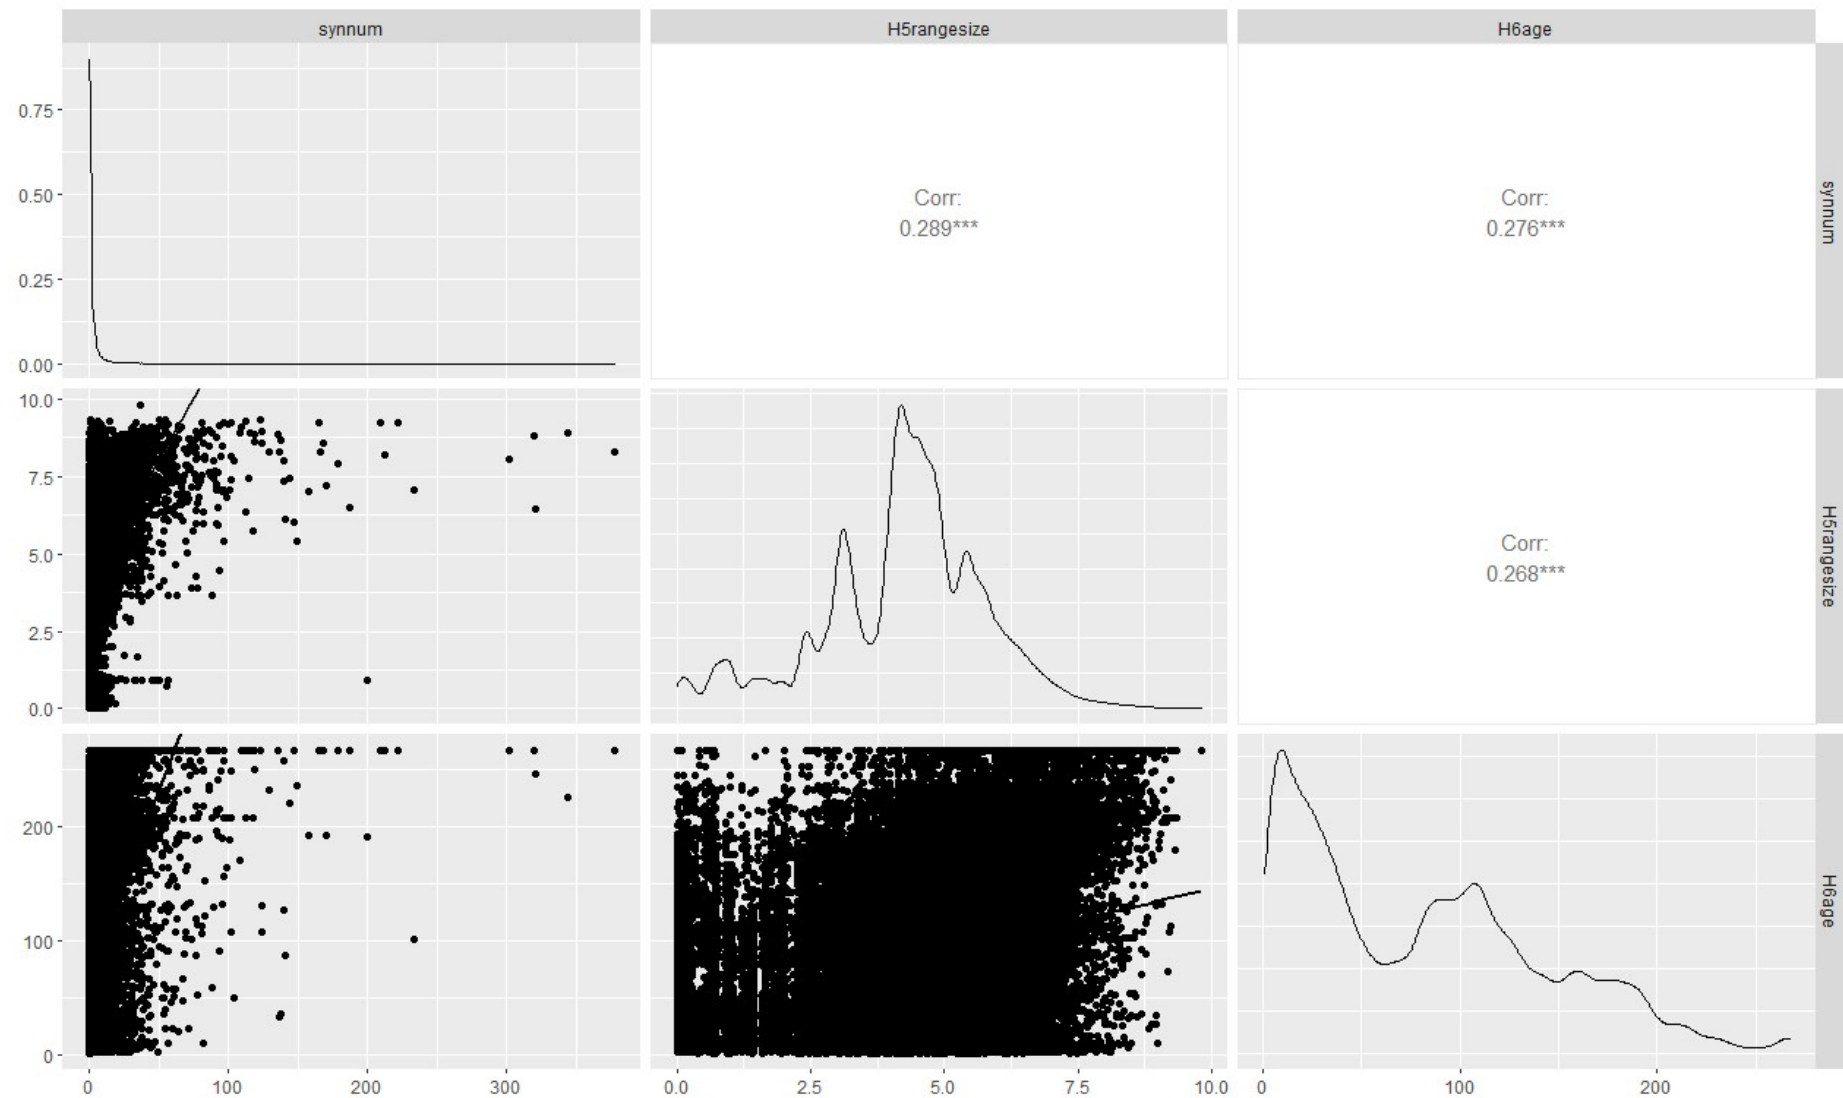 synnum
H5rangesize
H6age
0.75
0.50
0.25
0.00
Corr:
0.289***
Corr:
0.276***
synnum
10.0
7.5
5.0
2.5
0.0
Corr:
0.268***
H5rangesize
200
100
0
H6age
0 100 200 300
0.0 2.5 5.0 7.5 10.0
0 100 200